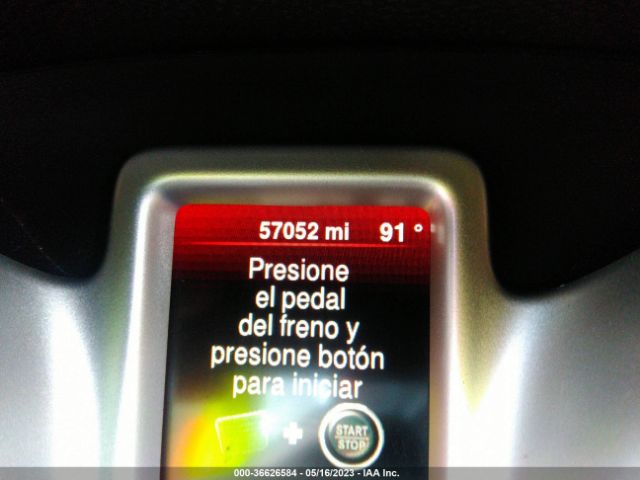 57052 mi 91 °
Presione
el pedal
del freno y
presione botón
para iniciar
START
STOP
000-36626584 - 05/16/2023 - IAA Inc.